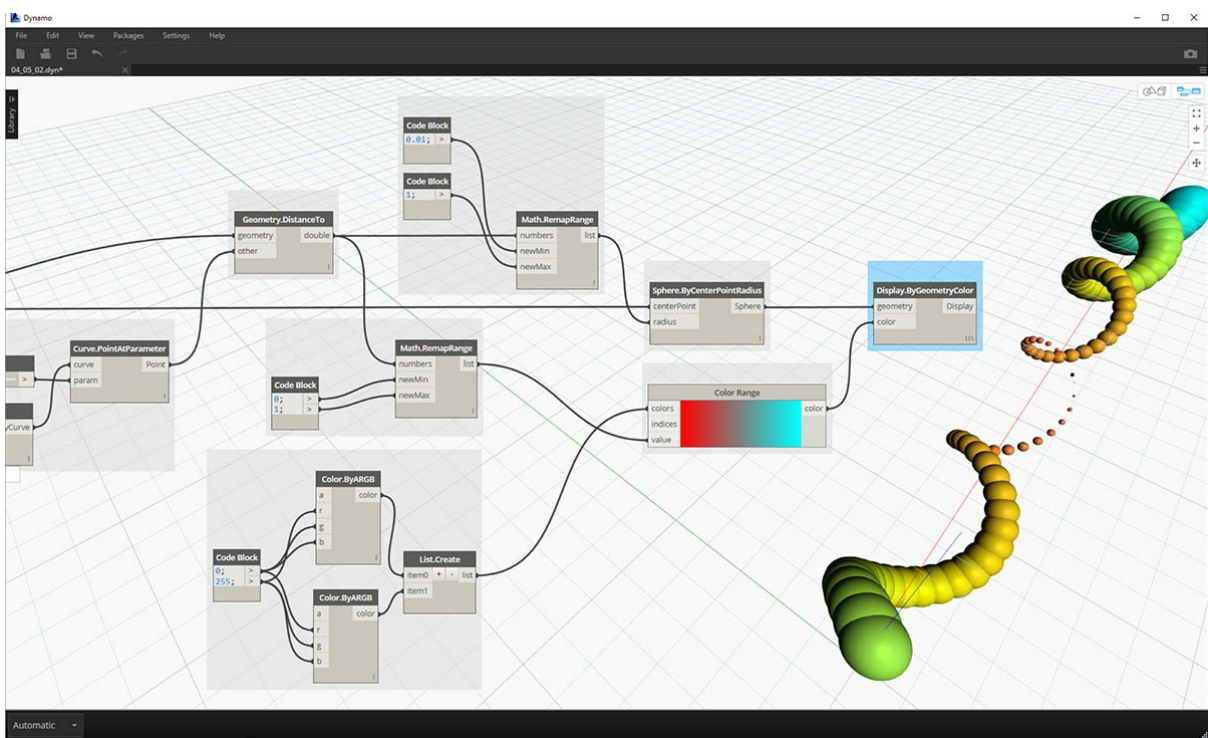 Dynamo
File Edit View Packages Settings Help
04_05_02.dyn*
Library
Code Block
0.01; >
Code Block
1; >
Geometry.DistanceTo
geometry double
other
Math.RemapRange
numbers list
newMin
newMax
Sphere.ByCenterPointRadius
centerPoint Sphere
radius
Display.ByGeometryColor
geometry Display
color
Curve.PointAtParameter
curve Point
param
>
yCurve
Math.RemapRange
numbers list
newMin
newMax
Code Block
0; >
1; >
Color Range
colors color
indices
value
Color.ByARGB
a color
r
g
b
Code Block
0; >
255; >
List.Create
item0 + - list
item1
Color.ByARGB
a color
r
g
b
Automatic